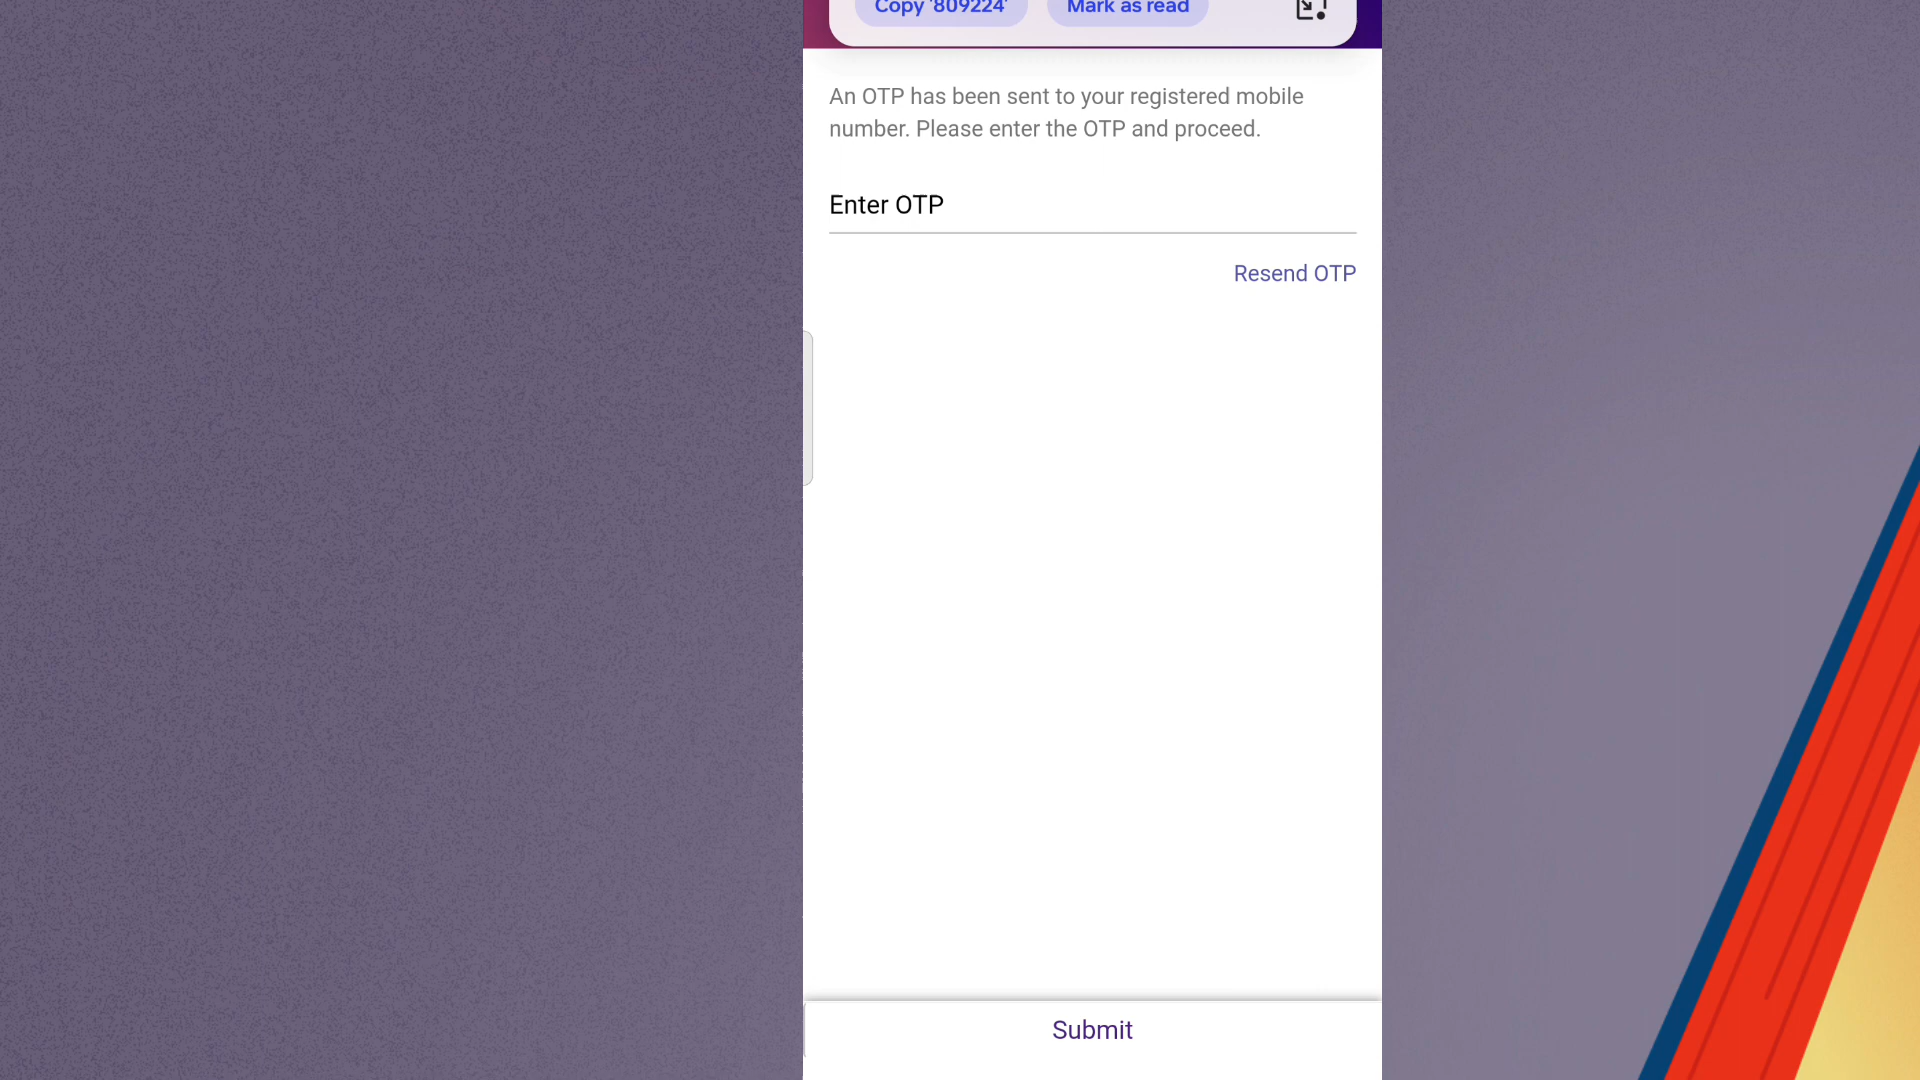 Copy '809224'
Mark as read
An OTP has been sent to your registered mobile
number. Please enter the OTP and proceed.
Enter OTP
Resend OTP
Submit